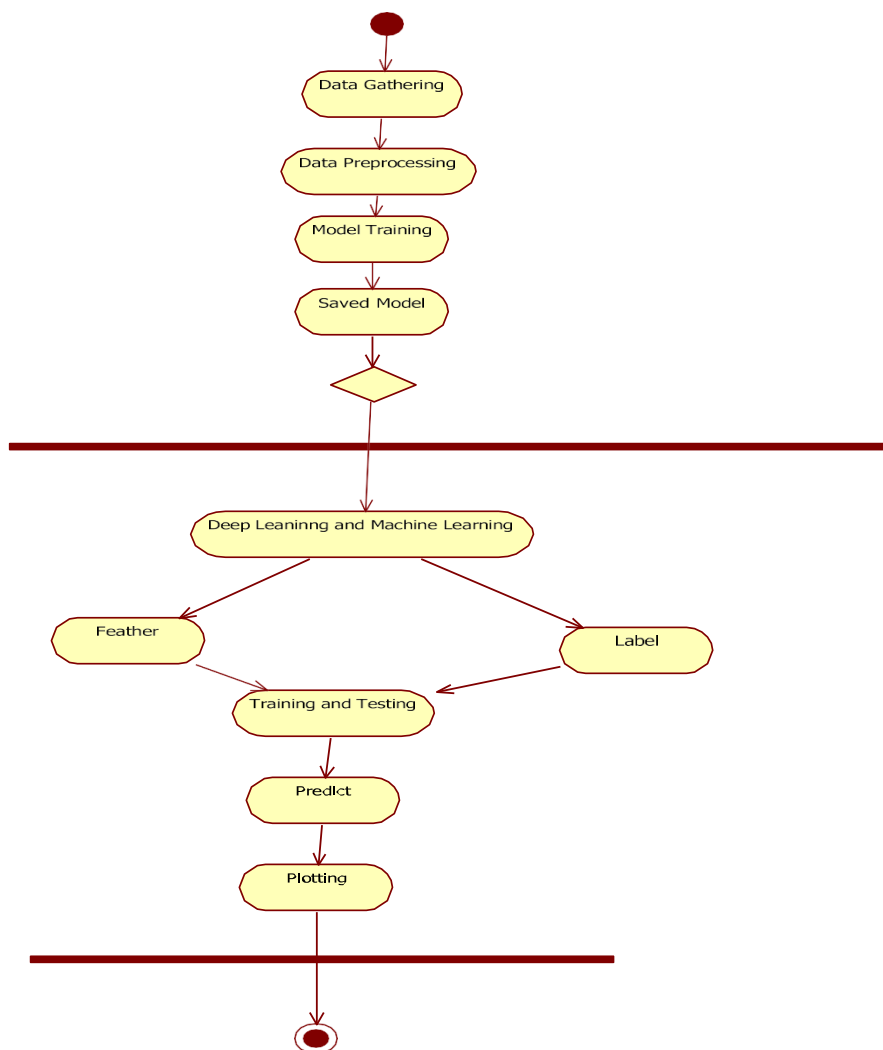 Data Gathering
Data Preprocessing
Model Training
Saved Model
Deep Leaninng and Machine Learning
Feather
Label
Training and Testing
Predict
Plotting